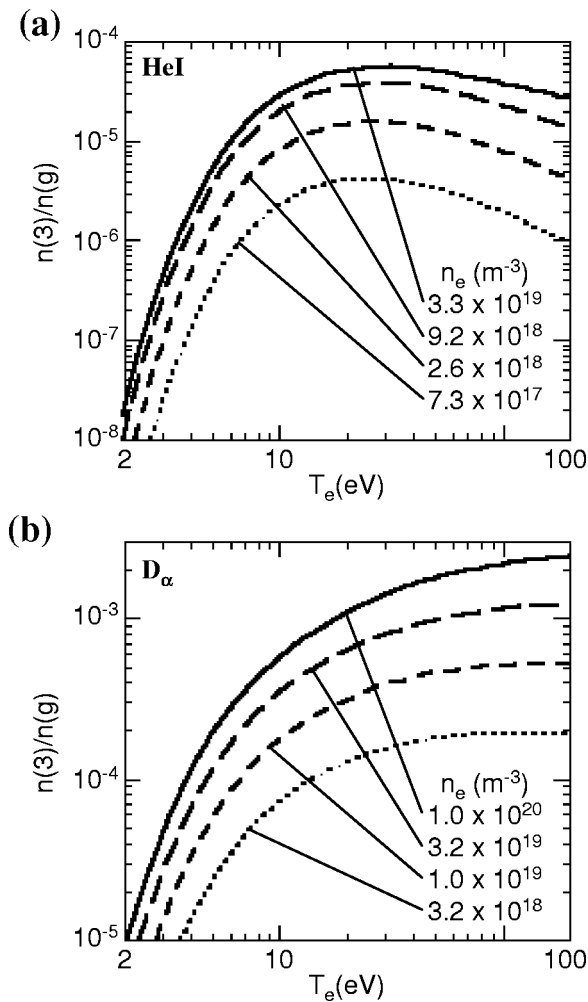 (a)
HeI
10⁻⁴
10⁻⁵
10⁻⁶
10⁻⁷
10⁻⁸
n(3)/n(g)
nₑ (m⁻³)
3.3 x 10¹⁹
9.2 x 10¹⁸
2.6 x 10¹⁸
7.3 x 10¹⁷
2 10 100
Tₑ(eV)
(b)
Dα
10⁻³
10⁻⁴
10⁻⁵
n(3)/n(g)
nₑ (m⁻³)
1.0 x 10²⁰
3.2 x 10¹⁹
1.0 x 10¹⁹
3.2 x 10¹⁸
2 10 100
Tₑ(eV)